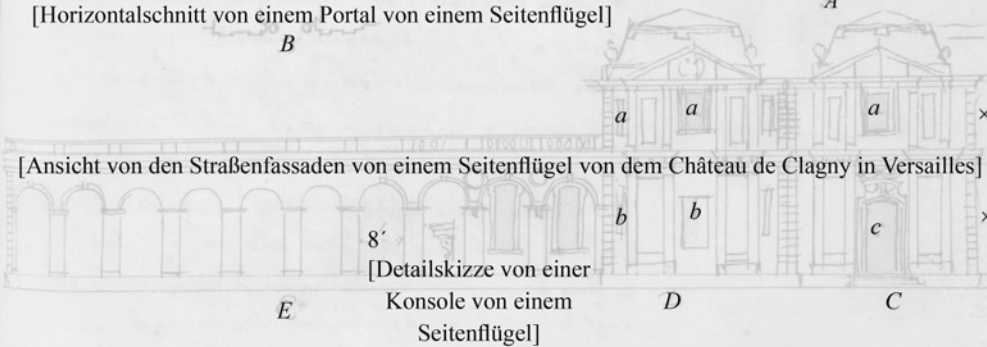 A
[Horizontalschnitt von einem Portal von einem Seitenflügel]
B
a a a ×
[Ansicht von den Straßenfassaden von einem Seitenflügel von dem Château de Clagny in Versailles]
b b c ×
8´
[Detailskizze von einer
Konsole von einem
Seitenflügel]
E D C